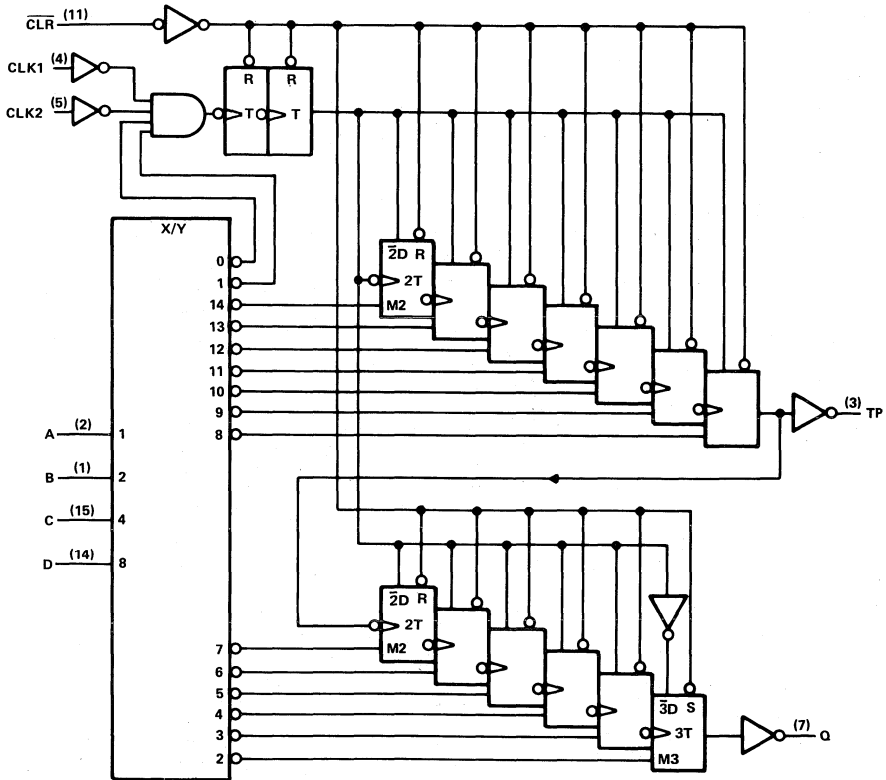 CLR (11)
CLK1 (4)
CLK2 (5)
R R
T T
X/Y
0
1
14
13
12
11
10
9
8
2D R
2T
M2
(3) TP
A (2) 1
B (1) 2
C (15) 4
D (14) 8
2D R
2T
M2
7
6
5
4
3
2
3D S
3T
M3
(7) Q